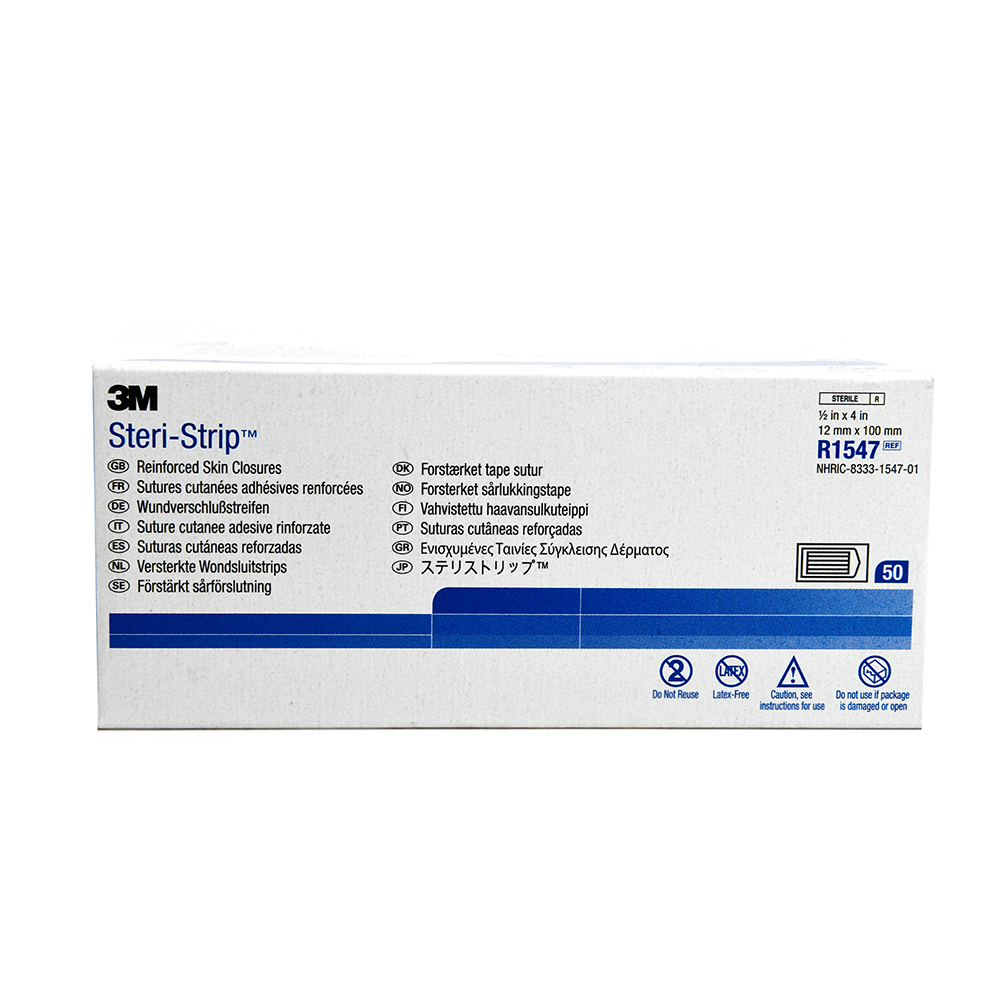 3M
Steri-Strip™
GB Reinforced Skin Closures
FR Sutures cutanées adhésives renforcées
DE Wundverschlußstreifen
IT Suture cutanee adesive rinforzate
ES Suturas cutáneas reforzadas
NL Versterkte Wondsluitstrips
SE Förstärkt sårförslutning
DK Forstærket tape sutur
NO Forsterket sårlukkingstape
FI Vahvistettu haavansulkuteippi
PT Suturas cutâneas reforçadas
GR Ενισχυμένες Ταινίες Σύγκλεισης Δέρματος
JP ステリストリップ™
STERILE R
½ in x 4 in
12 mm x 100 mm
R1547 REF
NHRIC-8333-1547-01
50
2
Do Not Reuse
LATEX
Latex-Free
!
Caution, see
instructions for use
Do not use if package
is damaged or open